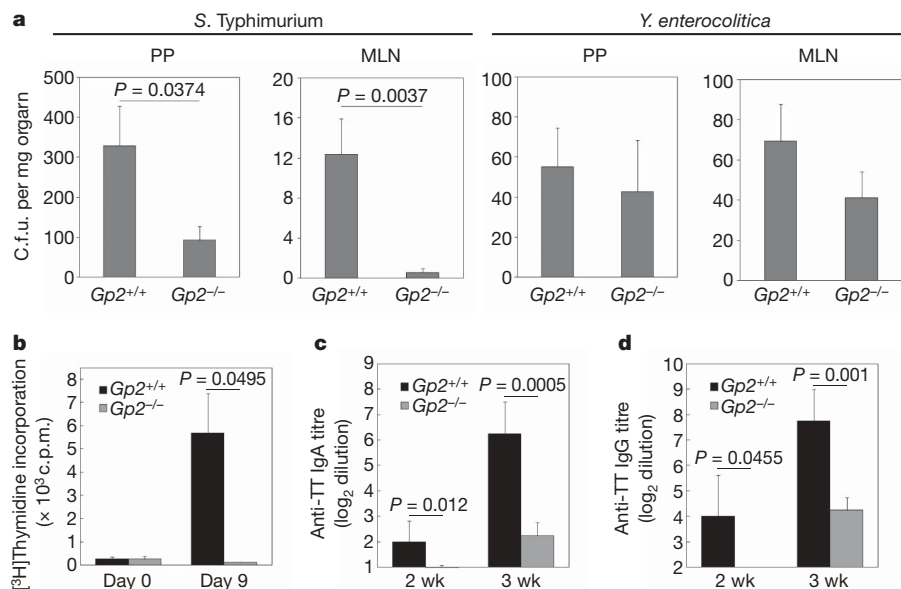 a
S. Typhimurium
Y. enterocolitica
PP
MLN
PP
MLN
C.f.u. per mg organ
500
400
300
200
100
0
P = 0.0374
Gp2+/+
Gp2−/−
20
16
12
8
4
0
P = 0.0037
Gp2+/+
Gp2−/−
100
80
60
40
20
0
Gp2+/+
Gp2−/−
100
80
60
40
20
0
Gp2+/+
Gp2−/−
b
[³H]Thymidine incorporation
(× 10³ c.p.m.)
8
7
6
5
4
3
2
1
0
Gp2+/+
Gp2−/−
P = 0.0495
Day 0
Day 9
c
Anti-TT IgA titre
(log₂ dilution)
9
8
7
6
5
4
3
2
1
Gp2+/+
Gp2−/−
P = 0.0005
P = 0.012
2 wk
3 wk
d
Anti-TT IgG titre
(log₂ dilution)
10
9
8
7
6
5
4
3
2
Gp2+/+
Gp2−/−
P = 0.001
P = 0.0455
2 wk
3 wk